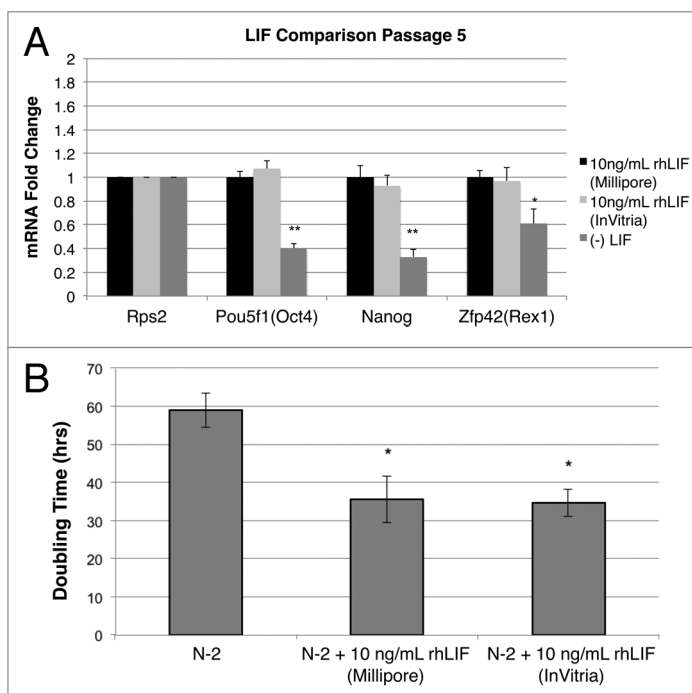 A
LIF Comparison Passage 5
mRNA Fold Change
2
1.8
1.6
1.4
1.2
1
0.8
0.6
0.4
0.2
0
**
**
*
Rps2
Pou5f1(Oct4)
Nanog
Zfp42(Rex1)
10ng/mL rhLIF
(Millipore)
10ng/mL rhLIF
(InVitria)
(-) LIF
B
Doubling Time (hrs)
70
60
50
40
30
20
10
0
*
*
N-2
N-2 + 10 ng/mL rhLIF
(Millipore)
N-2 + 10 ng/mL rhLIF
(InVitria)